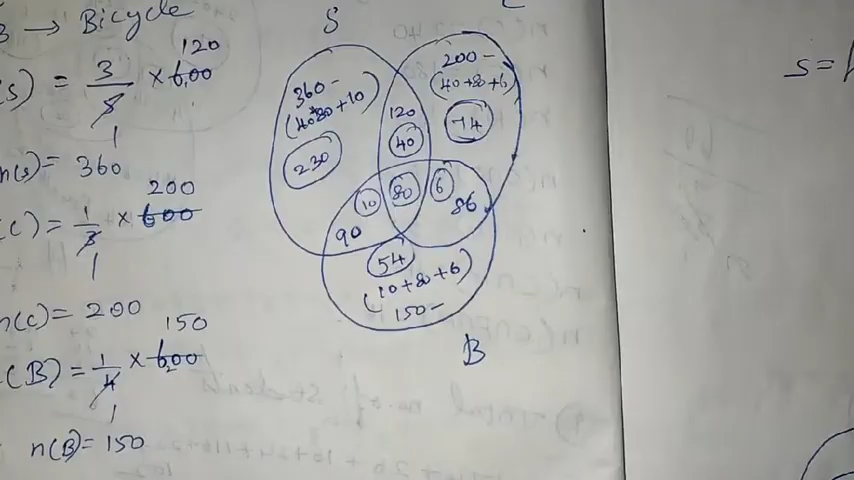 B → Bicycle
120
(S) = 3/5 × 600
1
n(S) = 360
200
(C) = 1/3 × 600
1
n(C) = 200
150
(B) = 1/4 × 600
1
n(B) = 150
S
360 -
(40+80+10)
230
200 -
(40+80+6)
74
120
40
10
80
6
90
86
54
(10+80+6)
150 -
B